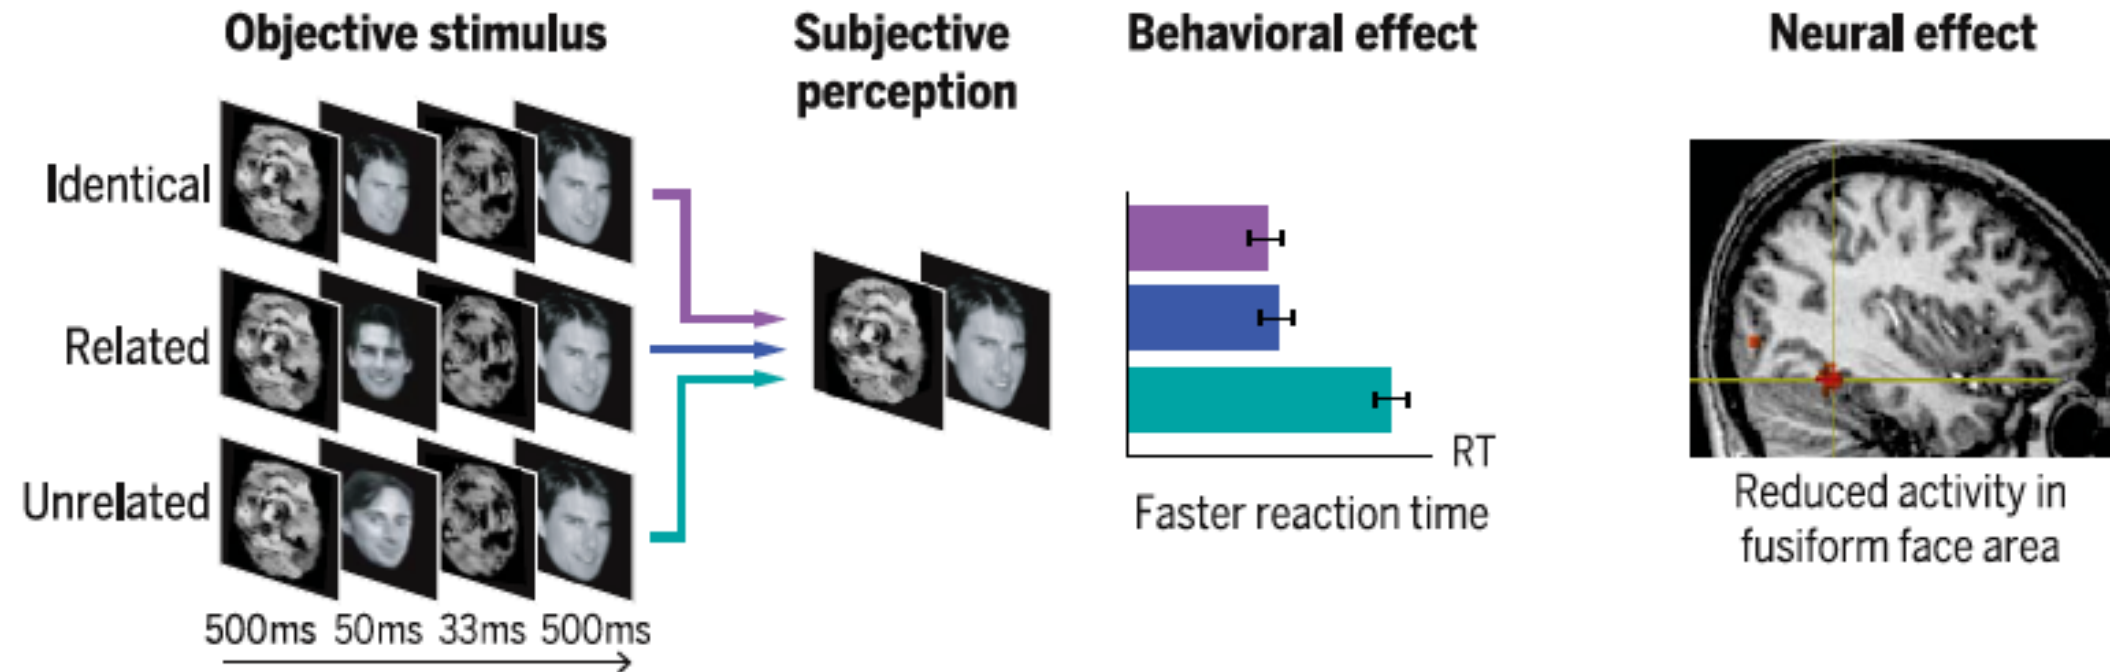 Objective stimulus
Subjective
perception
Behavioral effect
Neural effect
Identical
Related
Unrelated
500ms 50ms 33ms 500ms
RT
Faster reaction time
Reduced activity in
fusiform face area